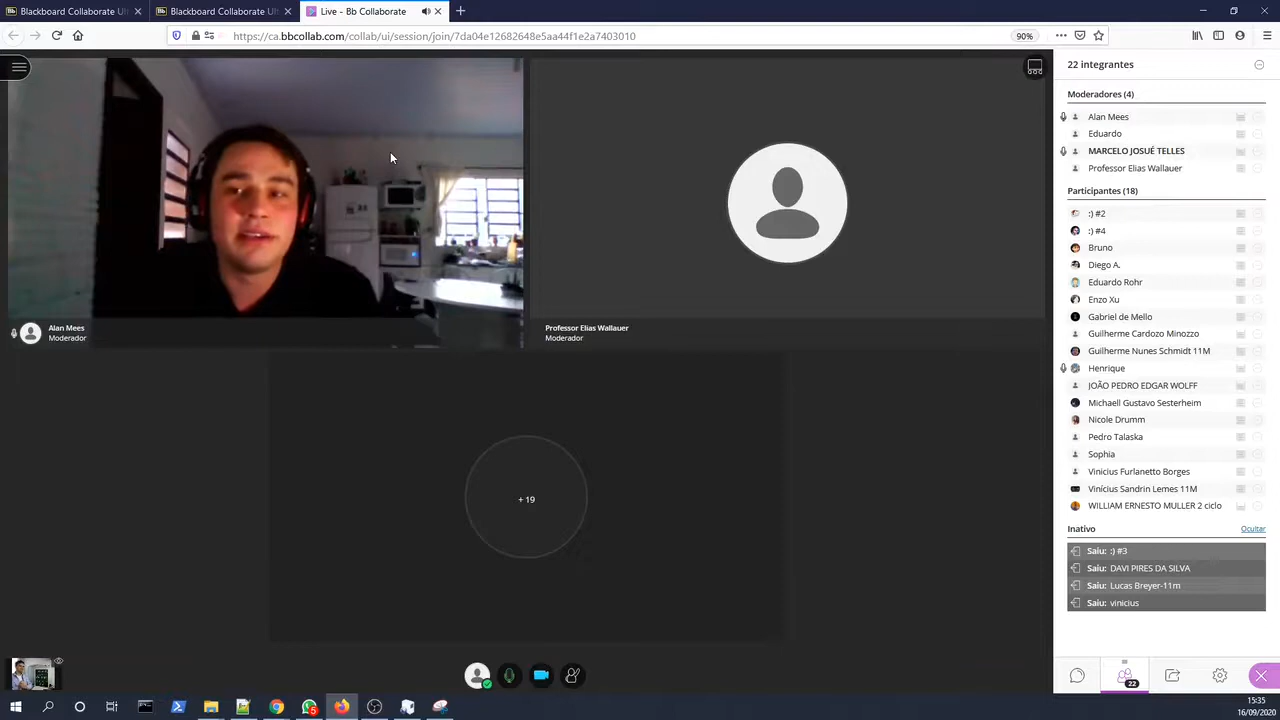 Blackboard Collaborate Ul
Blackboard Collaborate Ul
Live - Bb Collaborate
https://ca.bbcollab.com/collab/ui/session/join/7da04e12682648e5aa44f1e2a7403010
90%
22 integrantes
Moderadores (4)
Alan Mees
Eduardo
MARCELO JOSUÉ TELLES
Professor Elias Wallauer
Participantes (18)
:) #2
:) #4
Bruno
Diego A.
Eduardo Rohr
Enzo Xu
Gabriel de Mello
Guilherme Cardozo Minozzo
Guilherme Nunes Schmidt 11M
Henrique
JOÃO PEDRO EDGAR WOLFF
Michaell Gustavo Sesterheim
Nicole Drumm
Pedro Talaska
Sophia
Vinicius Furlanetto Borges
Vinícius Sandrin Lemes 11M
WILLIAM ERNESTO MULLER 2 ciclo
Inativo
Ocultar
Saiu: :) #3
Saiu: DAVI PIRES DA SILVA
Saiu: Lucas Breyer-11m
Saiu: vinicius
Alan Mees
Moderador
Professor Elias Wallauer
Moderador
+ 19
22
5
15:35
16/09/2020